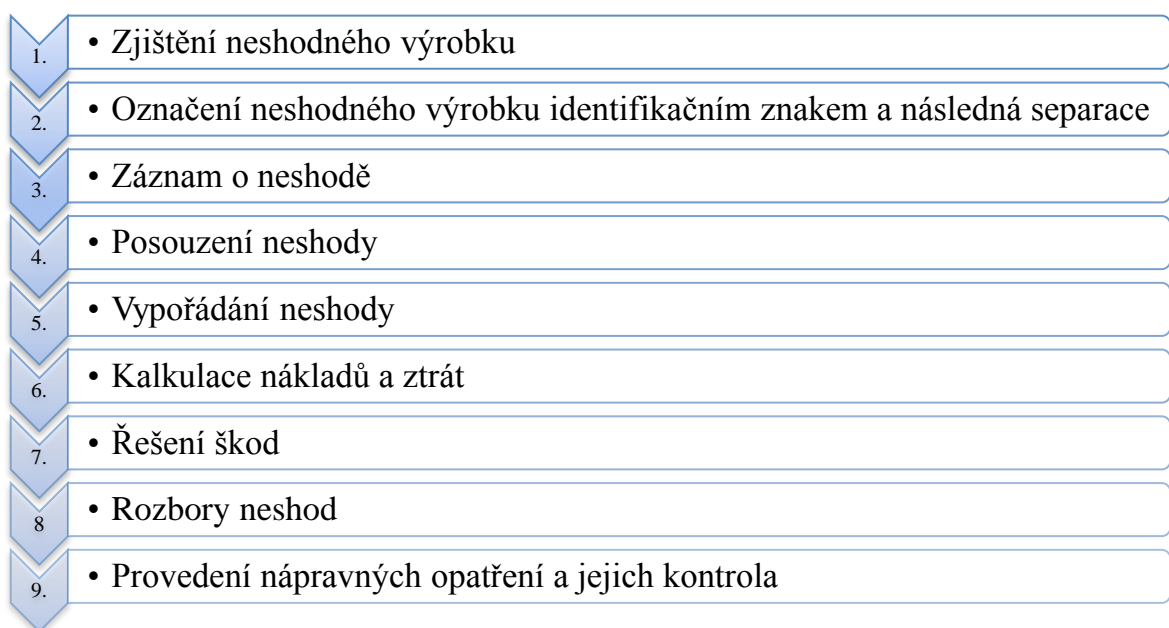 1. • Zjištění neshodného výrobku
2. • Označení neshodného výrobku identifikačním znakem a následná separace
3. • Záznam o neshodě
4. • Posouzení neshody
5. • Vypořádání neshody
6. • Kalkulace nákladů a ztrát
7. • Řešení škod
8 • Rozbory neshod
9. • Provedení nápravných opatření a jejich kontrola